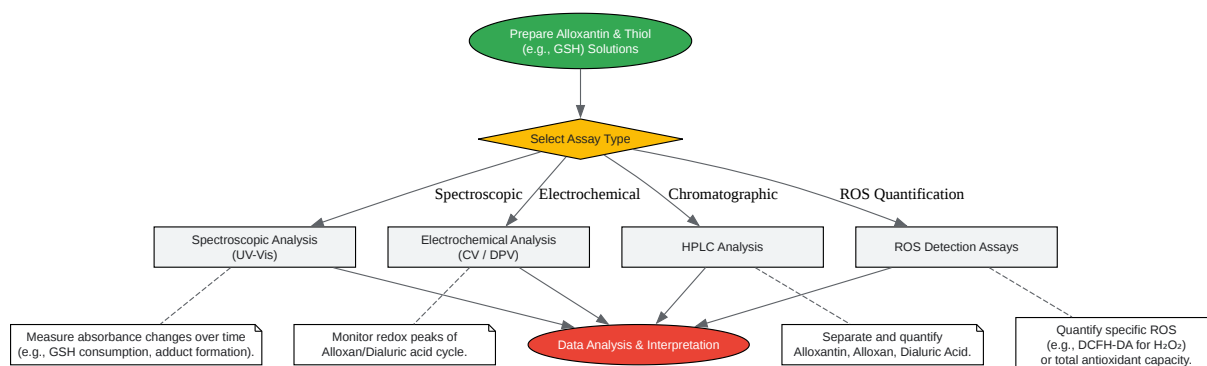 Prepare Alloxantin & Thiol
(e.g., GSH) Solutions
Select Assay Type
Spectroscopic
Electrochemical
Chromatographic
ROS Quantification
Spectroscopic Analysis
(UV-Vis)
Electrochemical Analysis
(CV / DPV)
HPLC Analysis
ROS Detection Assays
Measure absorbance changes over time
(e.g., GSH consumption, adduct formation).
Monitor redox peaks of
Alloxan/Dialuric acid cycle.
Data Analysis & Interpretation
Separate and quantify
Alloxantin, Alloxan, Dialuric Acid.
Quantify specific ROS
(e.g., DCFH-DA for H₂O₂)
or total antioxidant capacity.